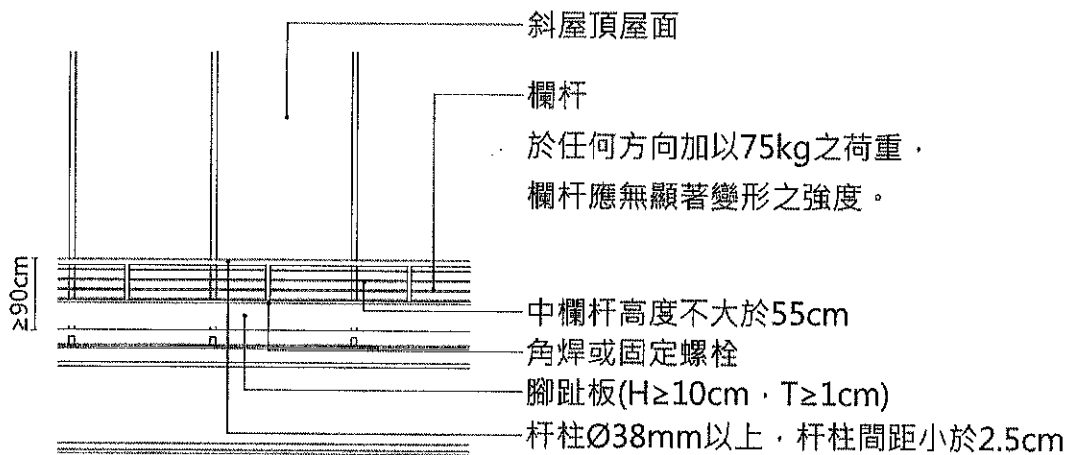 斜屋頂屋面
欄杆
於任何方向加以75kg之荷重，
欄杆應無顯著變形之強度。
≥90cm
中欄杆高度不大於55cm
角焊或固定螺栓
腳趾板(H≥10cm，T≥1cm)
杆柱Ø38mm以上，杆柱間距小於2.5cm